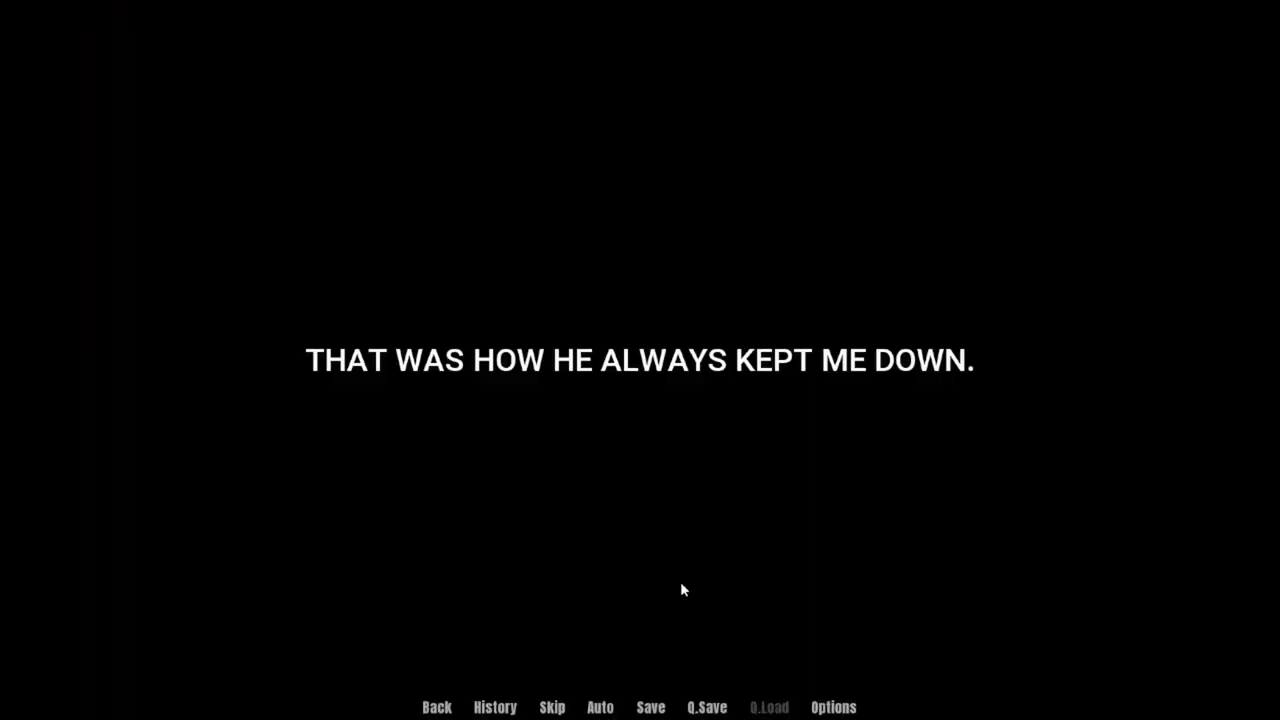 THAT WAS HOW HE ALWAYS KEPT ME DOWN.
Back History Skip Auto Save Q.Save Q.Load Options